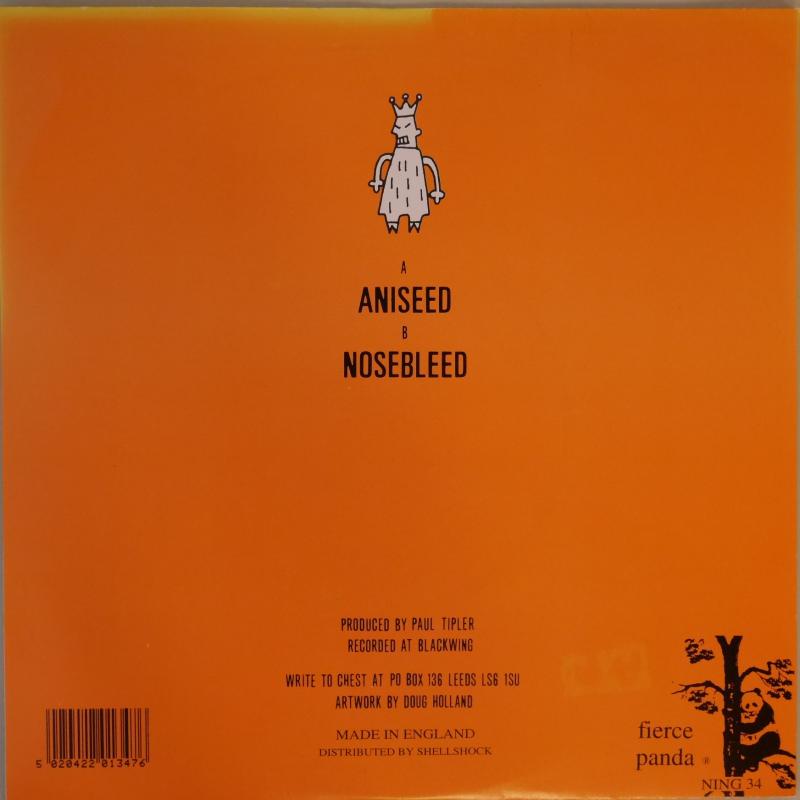 A
ANISEED
B
NOSEBLEED
PRODUCED BY PAUL TIPLER
RECORDED AT BLACKWING
WRITE TO CHEST AT PO BOX 136 LEEDS LS6 1SU
ARTWORK BY DOUG HOLLAND
MADE IN ENGLAND
DISTRIBUTED BY SHELLSHOCK
5 020422 013476
fierce
panda ®
NING 34